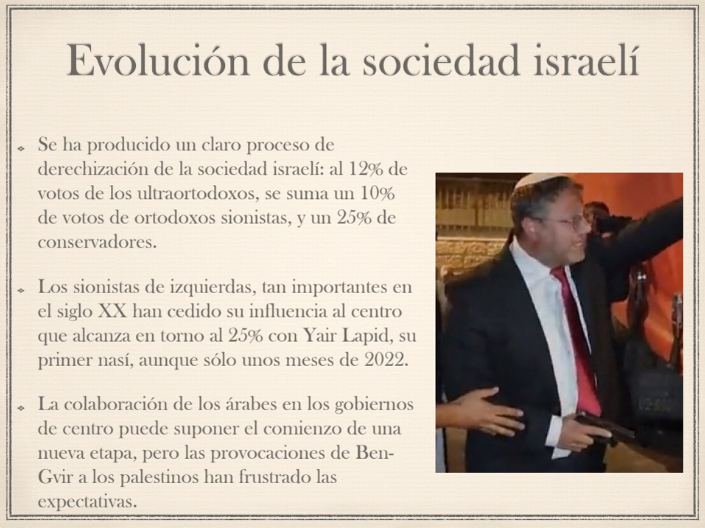 Evolución de la sociedad israelí
Se ha producido un claro proceso de
derechización de la sociedad israelí: al 12% de
votos de los ultraortodoxos, se suma un 10%
de votos de ortodoxos sionistas, y un 25% de
conservadores.
Los sionistas de izquierdas, tan importantes en
el siglo XX han cedido su influencia al centro
que alcanza en torno al 25% con Yair Lapid, su
primer nasí, aunque sólo unos meses de 2022.
La colaboración de los árabes en los gobiernos
de centro puede suponer el comienzo de una
nueva etapa, pero las provocaciones de Ben-
Gvir a los palestinos han frustrado las
expectativas.